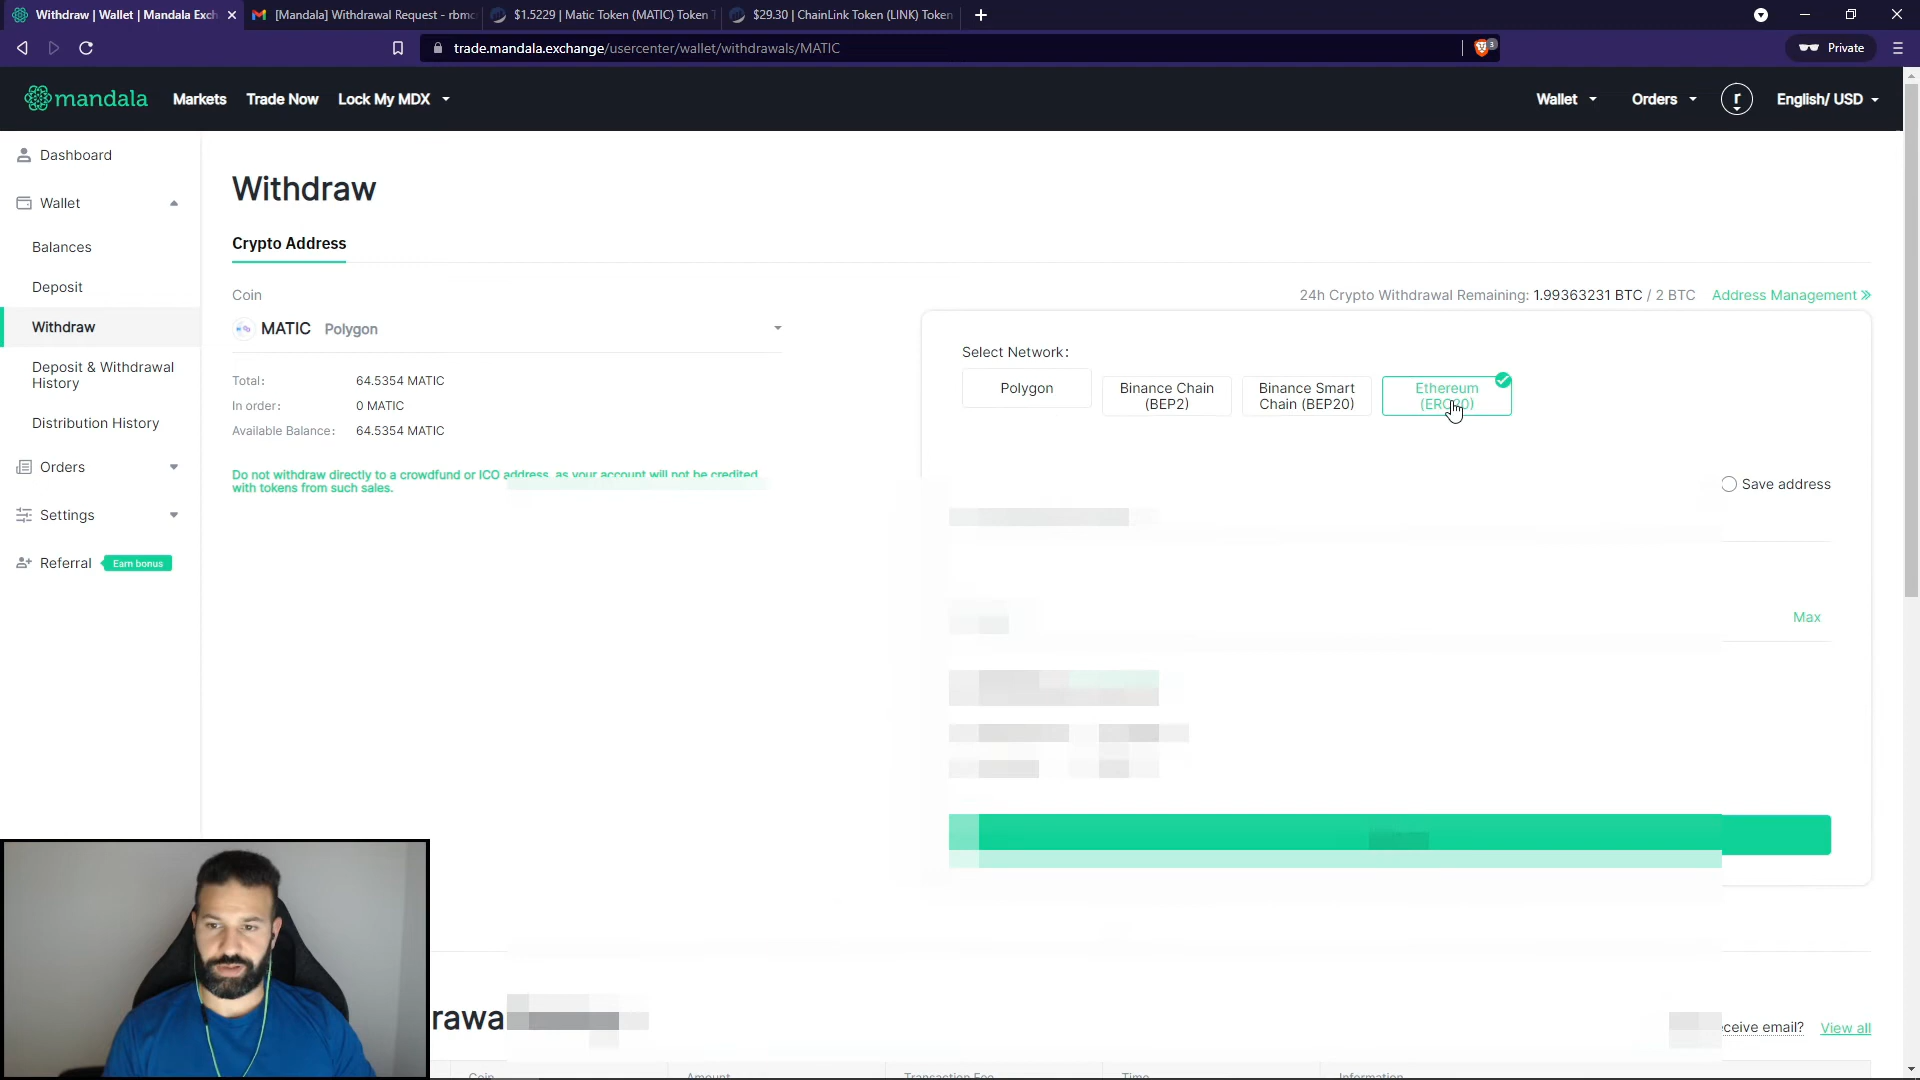 Withdraw | Wallet | Mandala Exch
[Mandala] Withdrawal Request - rbmc
$1.5229 | Matic Token (MATIC) Token T
$29.30 | ChainLink Token (LINK) Token
trade.mandala.exchange/usercenter/wallet/withdrawals/MATIC
3
Private
mandala
Markets
Trade Now
Lock My MDX
Wallet
Orders
r
English/ USD
Dashboard
Wallet
Balances
Deposit
Withdraw
Deposit & Withdrawal
History
Distribution History
Orders
Settings
Referral
Earn bonus
Withdraw
Crypto Address
Coin
MATIC Polygon
Total: 64.5354 MATIC
In order: 0 MATIC
Available Balance: 64.5354 MATIC
Do not withdraw directly to a crowdfund or ICO address, as your account will not be credited
with tokens from such sales.
24h Crypto Withdrawal Remaining: 1.99363231 BTC / 2 BTC
Address Management
Select Network:
Polygon
Binance Chain
(BEP2)
Binance Smart
Chain (BEP20)
Ethereum
(ERC20)
Save address
Max
rawa
ceive email?
View all
Coin
Amount
Transaction Fee
Time
Information